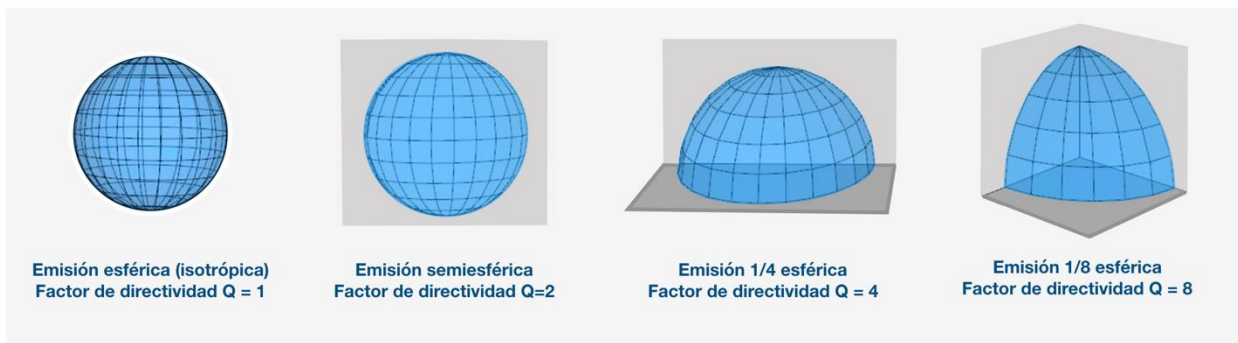 Emisión esférica (isotrópica)
Factor de directividad Q = 1
Emisión semiesférica
Factor de directividad Q=2
Emisión 1/4 esférica
Factor de directividad Q = 4
Emisión 1/8 esférica
Factor de directividad Q = 8